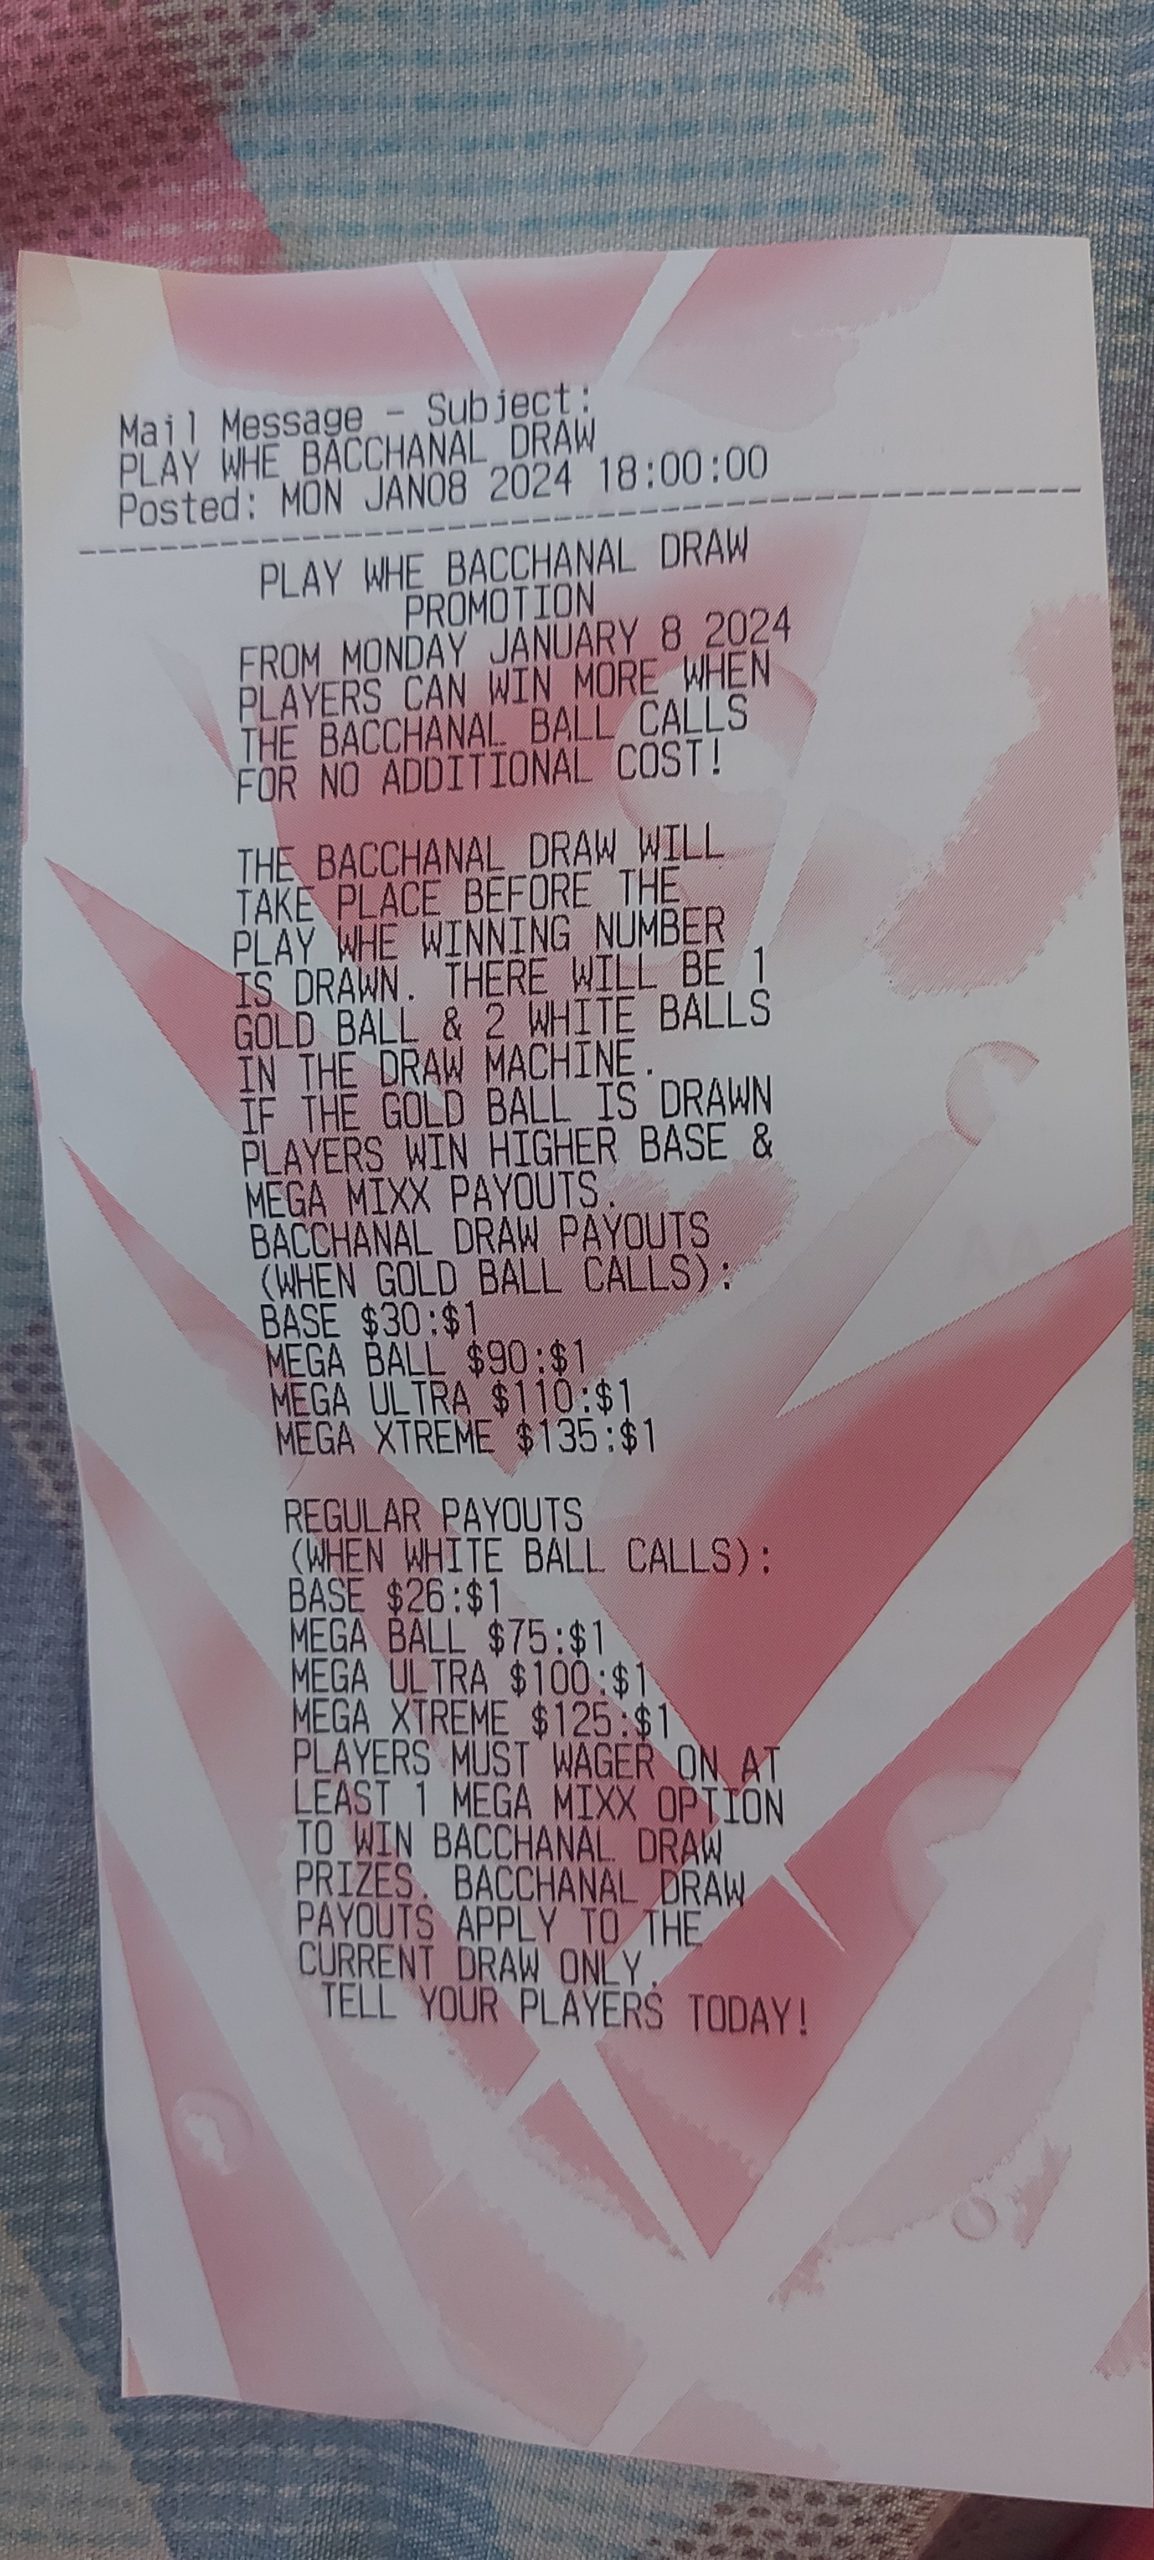 Mail Message - Subject:
PLAY WHE BACCHANAL DRAW
Posted: MON JAN08 2024 18:00:00
PLAY WHE BACCHANAL DRAW
PROMOTION
FROM MONDAY JANUARY 8 2024
PLAYERS CAN WIN MORE WHEN
THE BACCHANAL BALL CALLS
FOR NO ADDITIONAL COST!
THE BACCHANAL DRAW WILL
TAKE PLACE BEFORE THE
PLAY WHE WINNING NUMBER
IS DRAWN. THERE WILL BE 1
GOLD BALL & 2 WHITE BALLS
IN THE DRAW MACHINE.
IF THE GOLD BALL IS DRAWN
PLAYERS WIN HIGHER BASE &
MEGA MIXX PAYOUTS.
BACCHANAL DRAW PAYOUTS
(WHEN GOLD BALL CALLS):
BASE $30:$1
MEGA BALL $90:$1
MEGA ULTRA $110:$1
MEGA XTREME $135:$1
REGULAR PAYOUTS
(WHEN WHITE BALL CALLS):
BASE $26:$1
MEGA BALL $75:$1
MEGA ULTRA $100:$1
MEGA XTREME $125:$1
PLAYERS MUST WAGER ON AT
LEAST 1 MEGA MIXX OPTION
TO WIN BACCHANAL DRAW
PRIZES. BACCHANAL DRAW
PAYOUTS APPLY TO THE
CURRENT DRAW ONLY.
TELL YOUR PLAYERS TODAY!